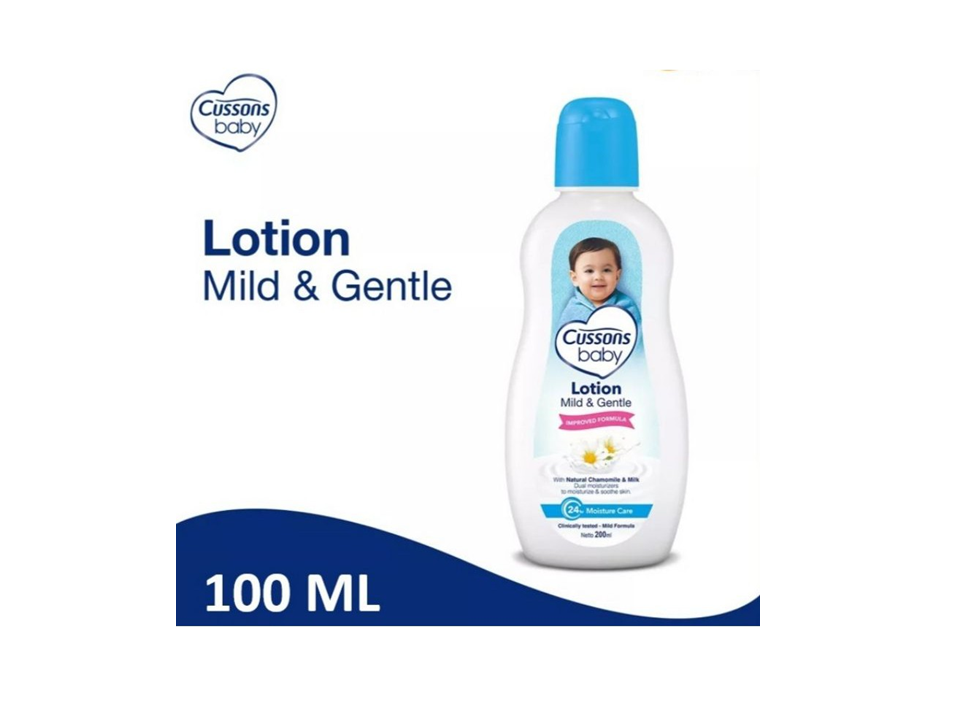 Cussons
baby
Lotion
Mild & Gentle
Cussons
baby
Lotion
Mild & Gentle
IMPROVED FORMULA
With Natural Chamomile & Milk
Dual moisturizers
to moisturize & soothe skin.
24Hr Moisture Care
Clinically tested - Mild Formula
Netto 200ml
100 ML